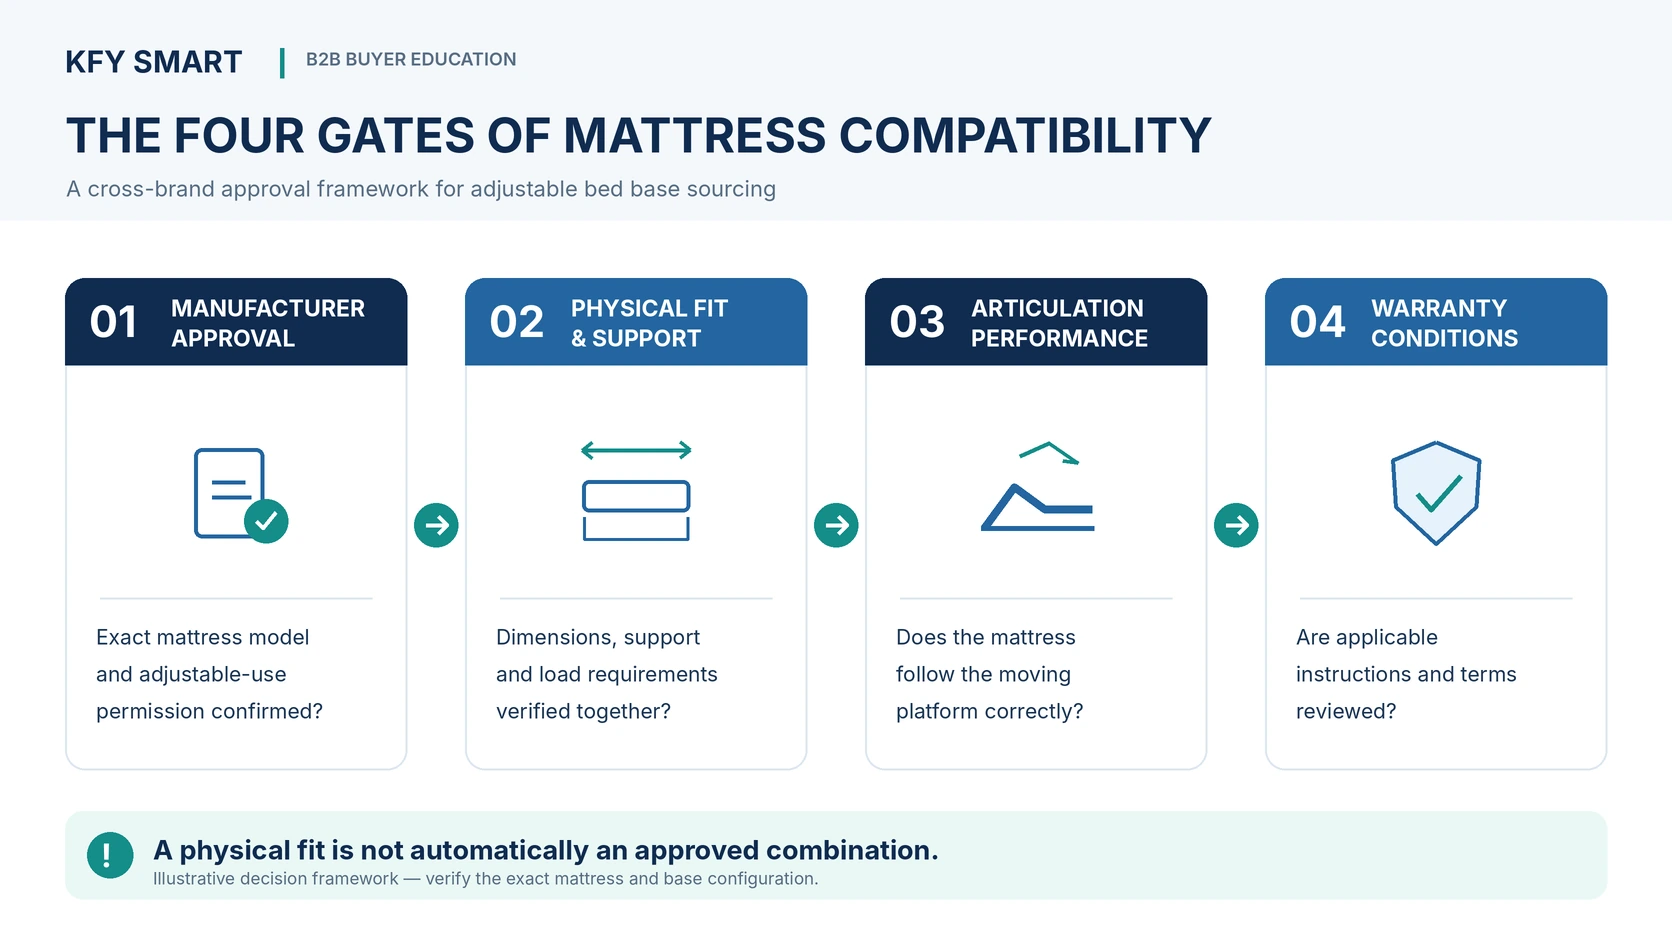 KFY SMART
B2B BUYER EDUCATION
THE FOUR GATES OF MATTRESS COMPATIBILITY
A cross-brand approval framework for adjustable bed base sourcing
01
MANUFACTURER
APPROVAL
Exact mattress model
and adjustable-use
permission confirmed?
02
PHYSICAL FIT
& SUPPORT
Dimensions, support
and load requirements
verified together?
03
ARTICULATION
PERFORMANCE
Does the mattress
follow the moving
platform correctly?
04
WARRANTY
CONDITIONS
Are applicable
instructions and terms
reviewed?
!
A physical fit is not automatically an approved combination.
Illustrative decision framework — verify the exact mattress and base configuration.